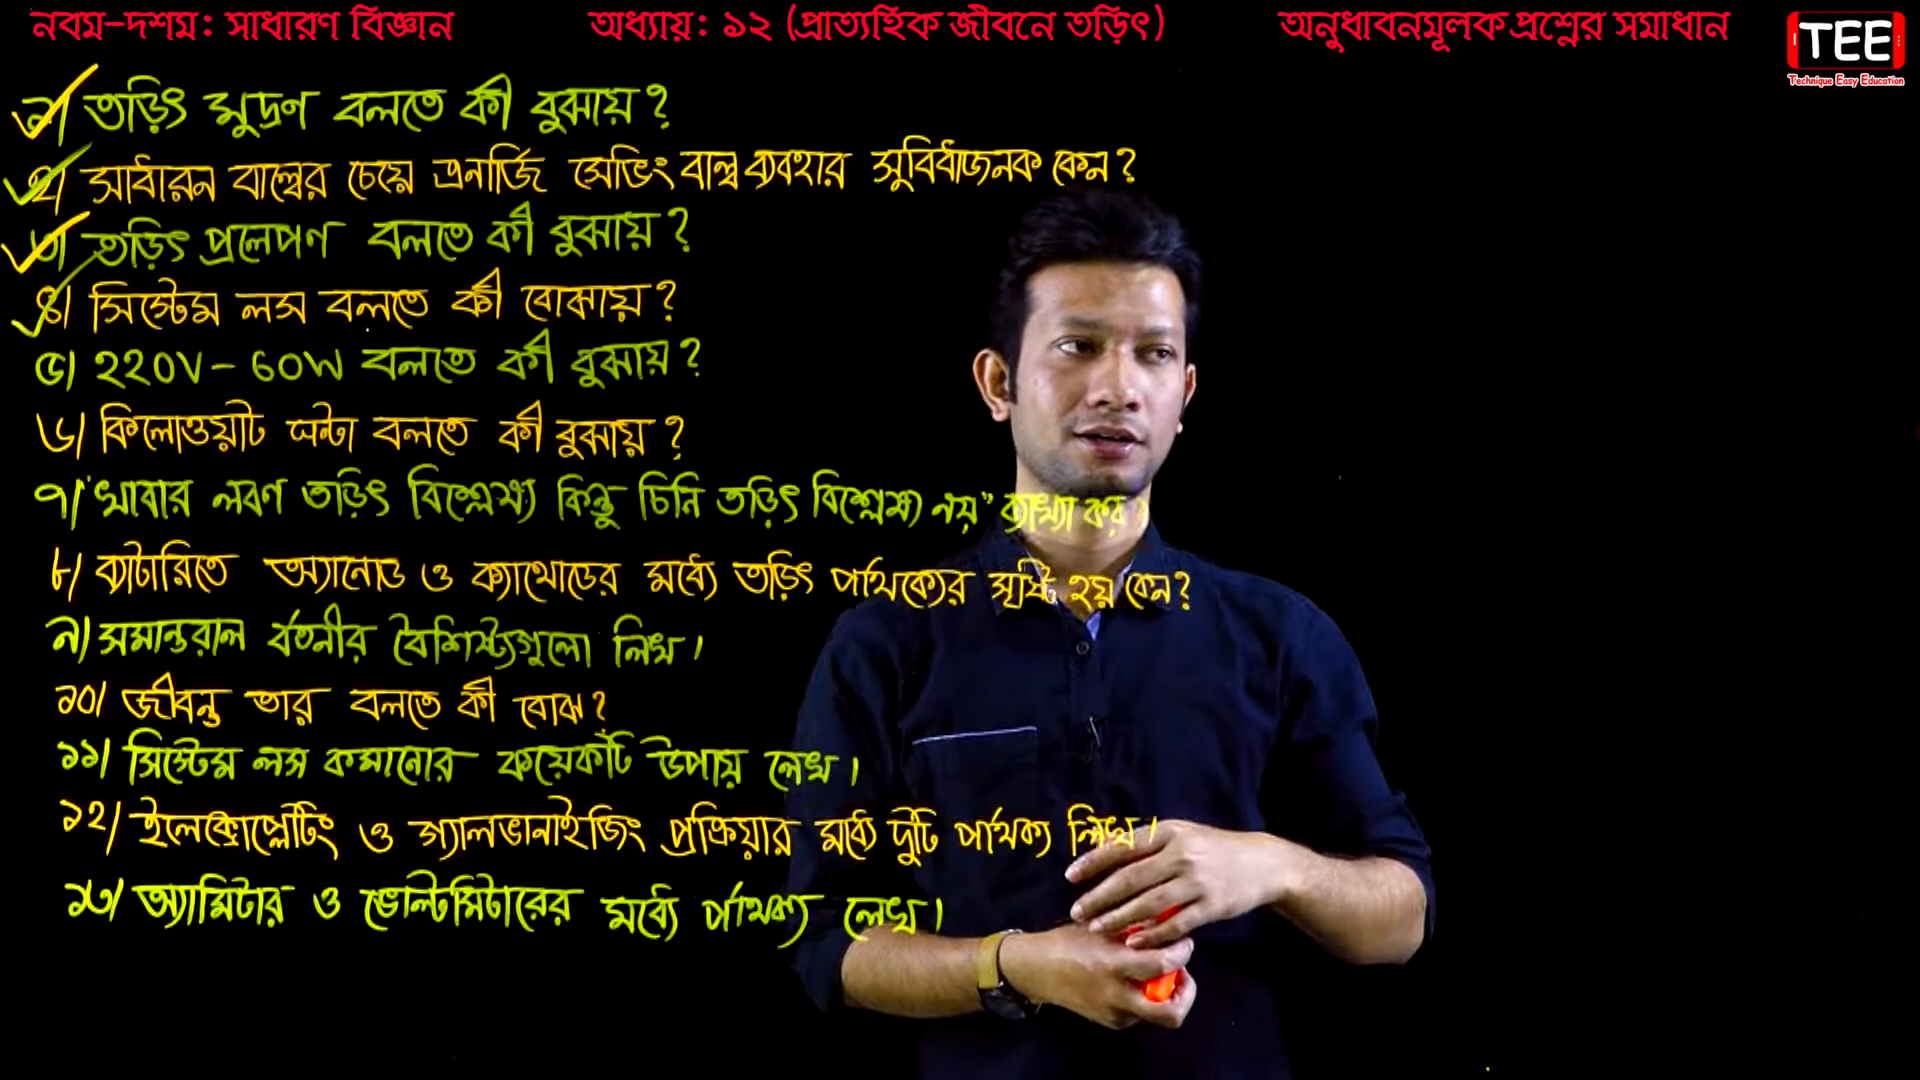 নবম-দশম: সাধারণ বিজ্ঞান অধ্যায়: ১২ (প্রাত্যহিক জীবনে তড়িৎ) অনুধাবনমূলক প্রশ্নের সমাধান
TEE
Technique Easy Education
১। তড়িৎ মুদ্রণ বলতে কী বুঝায়?
২। সাধারন বাল্বের চেয়ে এনার্জি সেভিং বাল্ব ব্যবহার সুবিধাজনক কেন?
৩। তড়িৎ প্রলেপণ বলতে কী বুঝায়?
৪। সিস্টেম লস বলতে কী বোঝায়?
৫। ২২০V - 60W বলতে কী বুঝায়?
৬। কিলোওয়াট ঘন্টা বলতে কী বুঝায়?
৭। "খাবার লবণ তড়িৎ বিশ্লেষ্য কিন্তু চিনি তড়িৎ বিশ্লেষ্য নয়" ব্যাখ্যা কর।
৮। ব্যাটারিতে অ্যানোড ও ক্যাথোডের মধ্যে তড়িৎ পার্থক্যের সৃষ্টি হয় কেন?
৯। সমান্তরাল বর্তনীর বৈশিষ্ট্যগুলো লিখ।
১০। জীবন্ত তার বলতে কী বোঝ?
১১। সিস্টেম লস কমানোর কয়েকটি উপায় লেখ।
১২। ইলেক্ট্রোপ্লেটিং ও গ্যালভানাইজিং প্রক্রিয়ার মধ্যে দুটি পার্থক্য লিখ।
১৩। অ্যামিটার ও ভোল্টমিটারের মধ্যে পার্থক্য লেখ।